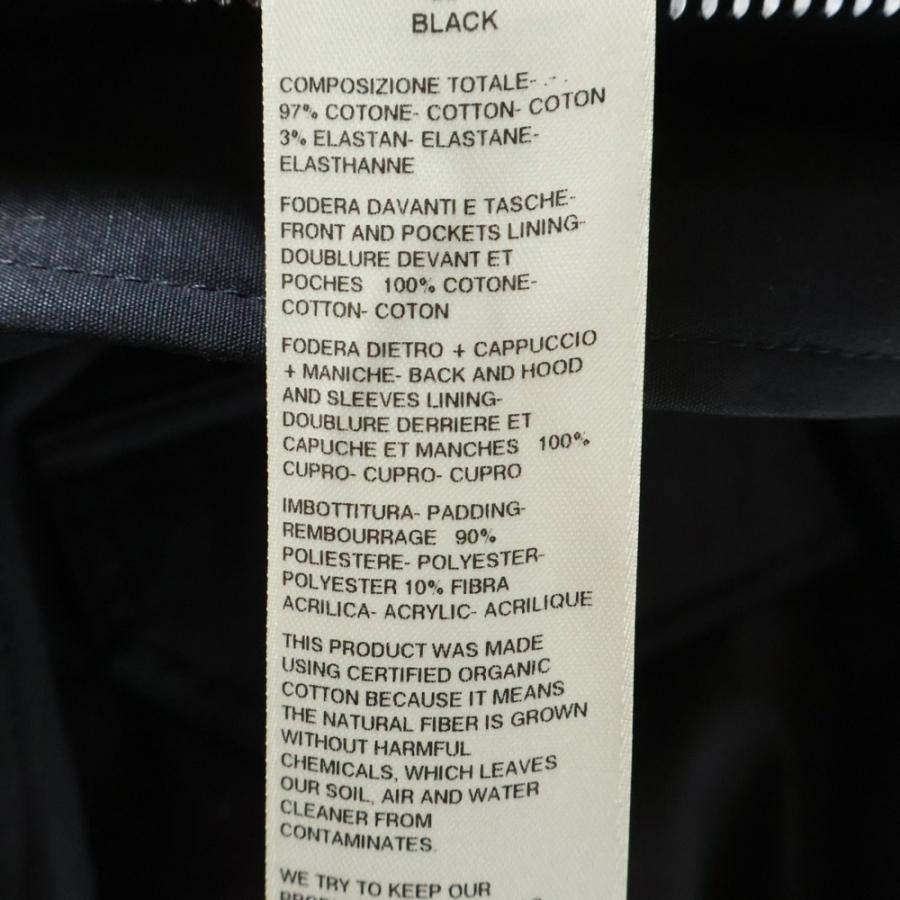 BLACK
COMPOSIZIONE TOTALE-
97% COTONE- COTTON- COTON
3% ELASTAN- ELASTANE-
ELASTHANNE
FODERA DAVANTI E TASCHE-
FRONT AND POCKETS LINING-
DOUBLURE DEVANT ET
POCHES 100% COTONE-
COTTON- COTON
FODERA DIETRO + CAPPUCCIO
+ MANICHE- BACK AND HOOD
AND SLEEVES LINING-
DOUBLURE DERRIERE ET
CAPUCHE ET MANCHES 100%
CUPRO- CUPRO- CUPRO
IMBOTTITURA- PADDING-
REMBOURRAGE 90%
POLIESTERE- POLYESTER-
POLYESTER 10% FIBRA
ACRILICA- ACRYLIC- ACRILIQUE
THIS PRODUCT WAS MADE
USING CERTIFIED ORGANIC
COTTON BECAUSE IT MEANS
THE NATURAL FIBER IS GROWN
WITHOUT HARMFUL
CHEMICALS, WHICH LEAVES
OUR SOIL, AIR AND WATER
CLEANER FROM
CONTAMINATES.
WE TRY TO KEEP OUR